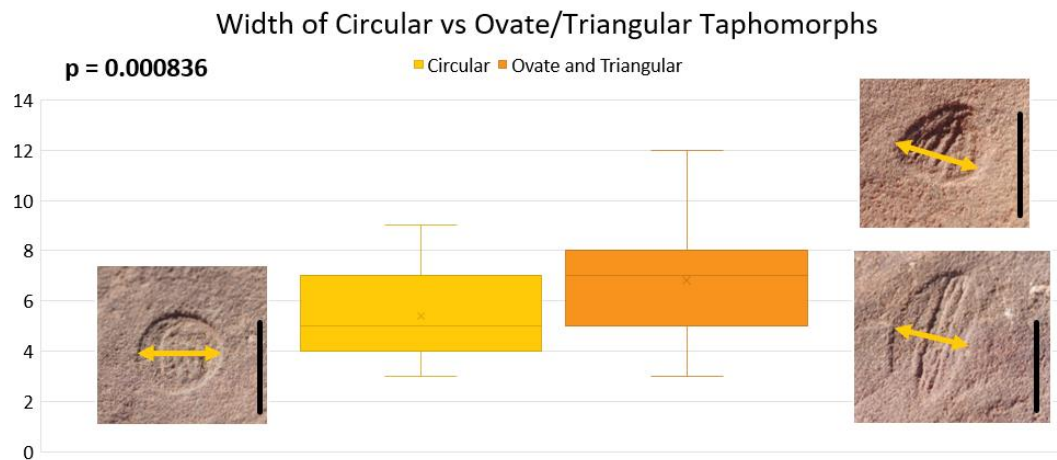 Width of Circular vs Ovate/Triangular Taphomorphs
p = 0.000836
Circular Ovate and Triangular
14
12
10
8
6
4
2
0